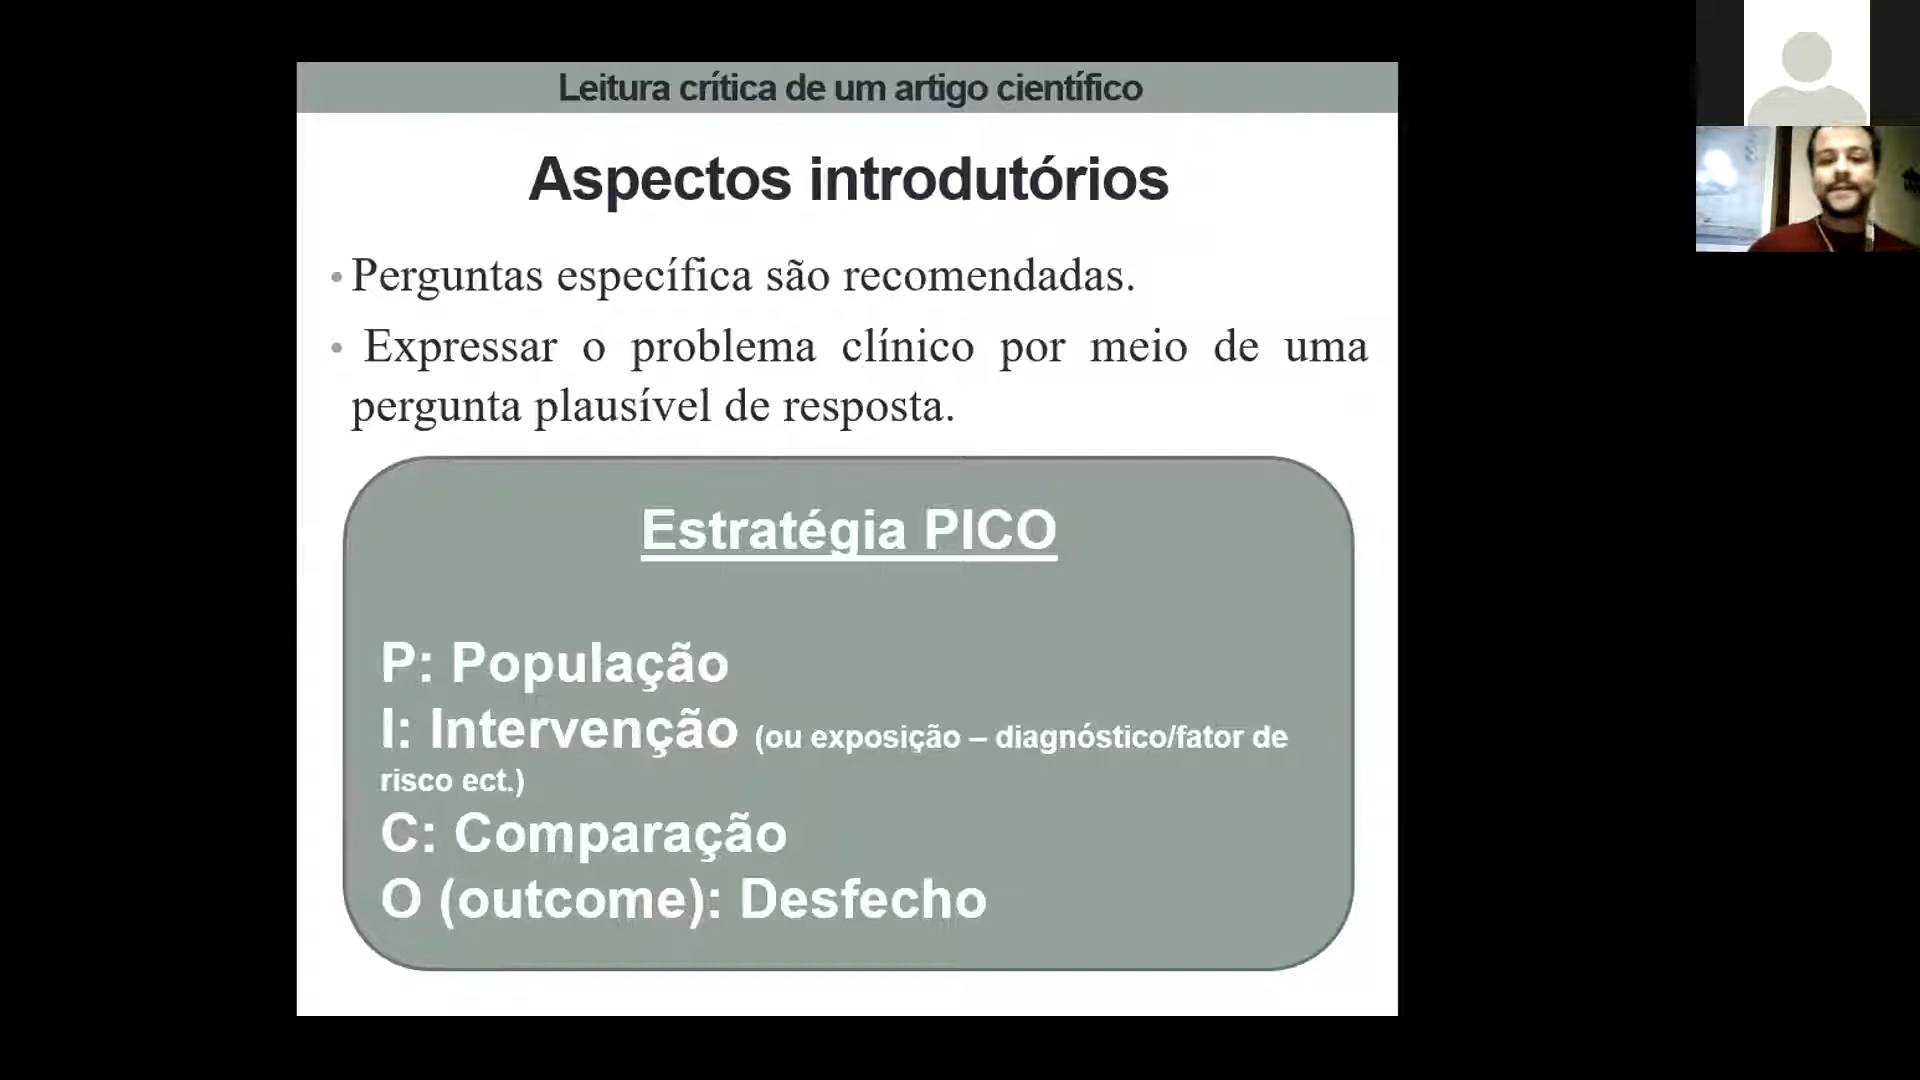 Leitura crítica de um artigo científico
Aspectos introdutórios
• Perguntas específica são recomendadas.
• Expressar o problema clínico por meio de uma
pergunta plausível de resposta.
Estratégia PICO
P: População
I: Intervenção (ou exposição – diagnóstico/fator de
risco ect.)
C: Comparação
O (outcome): Desfecho